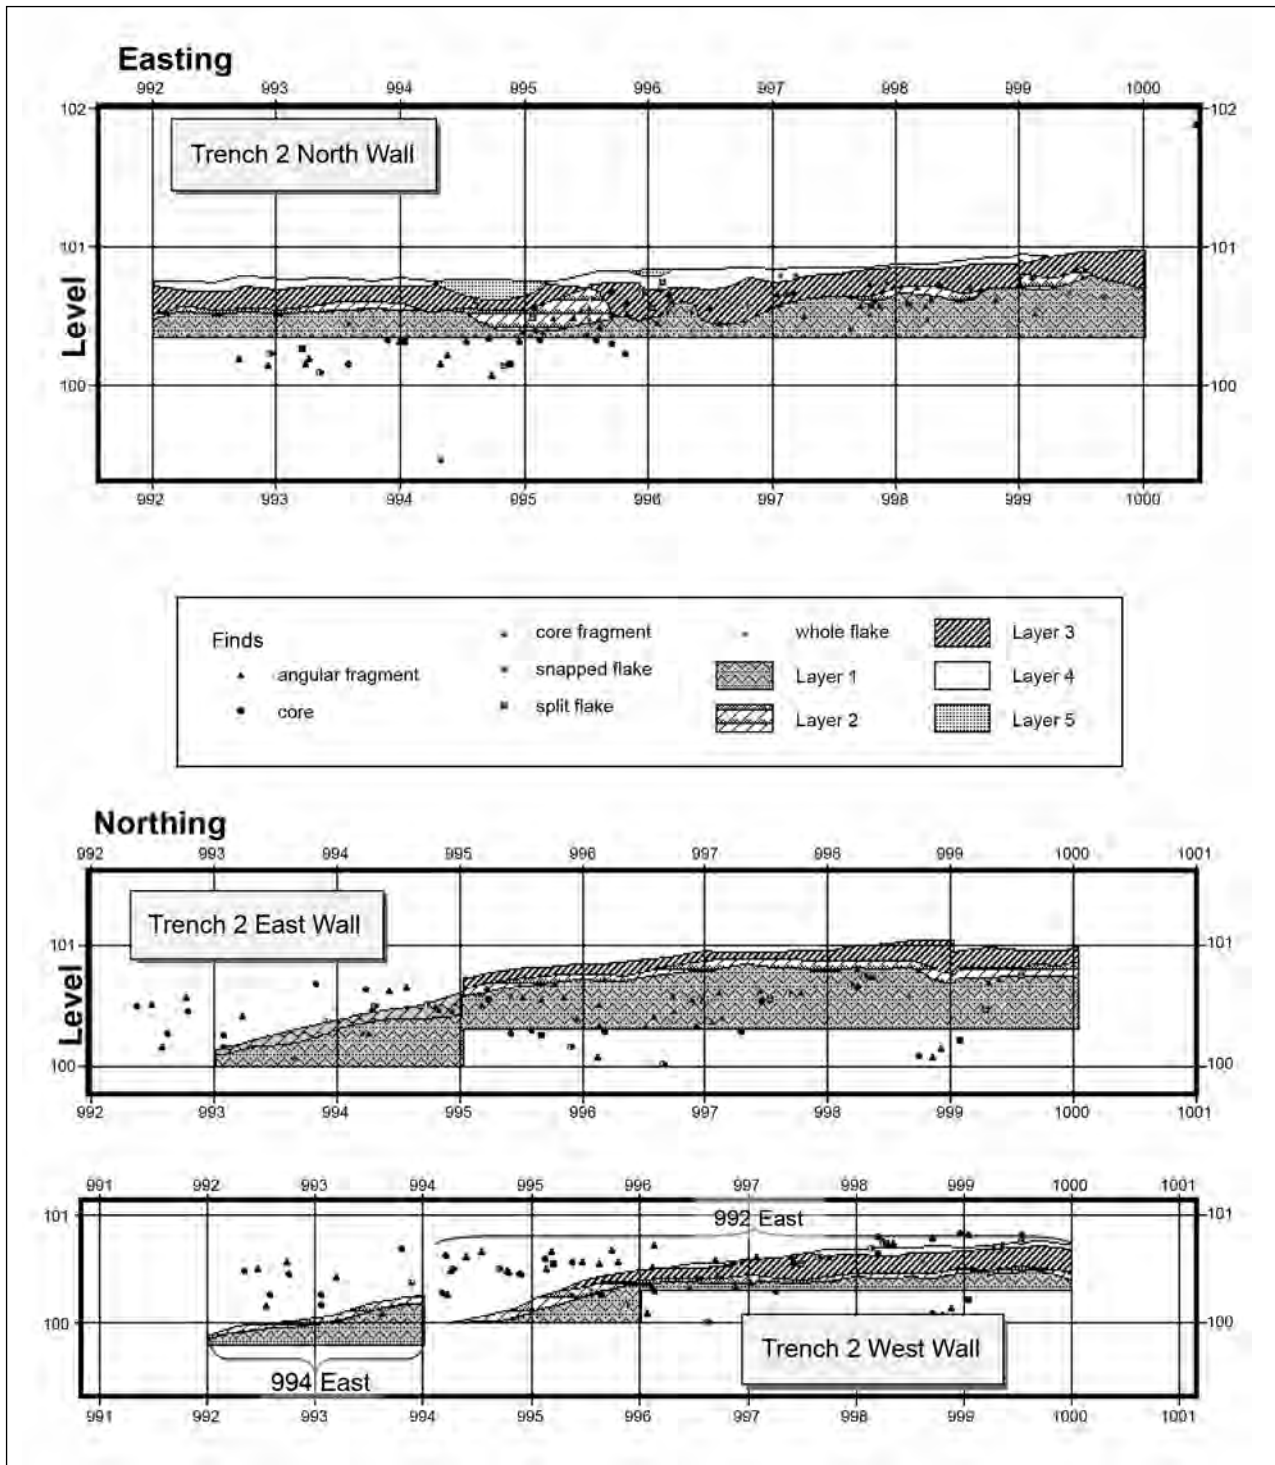 Easting
992 993 994 995 996 997 998 999 1000
102 102
Trench 2 North Wall
101 101
Level
100 100
992 993 994 995 996 997 998 999 1000
Finds
angular fragment
core
core fragment
snapped flake
split flake
whole flake
Layer 1
Layer 2
Layer 3
Layer 4
Layer 5
Northing
992 993 994 995 996 997 998 999 1000 1001
Trench 2 East Wall
101 101
Level
100 100
992 993 994 995 996 997 998 999 1000 1001
991 992 993 994 995 996 997 998 999 1000 1001
101 101
992 East
100 100
Trench 2 West Wall
994 East
991 992 993 994 995 996 997 998 999 1000 1001